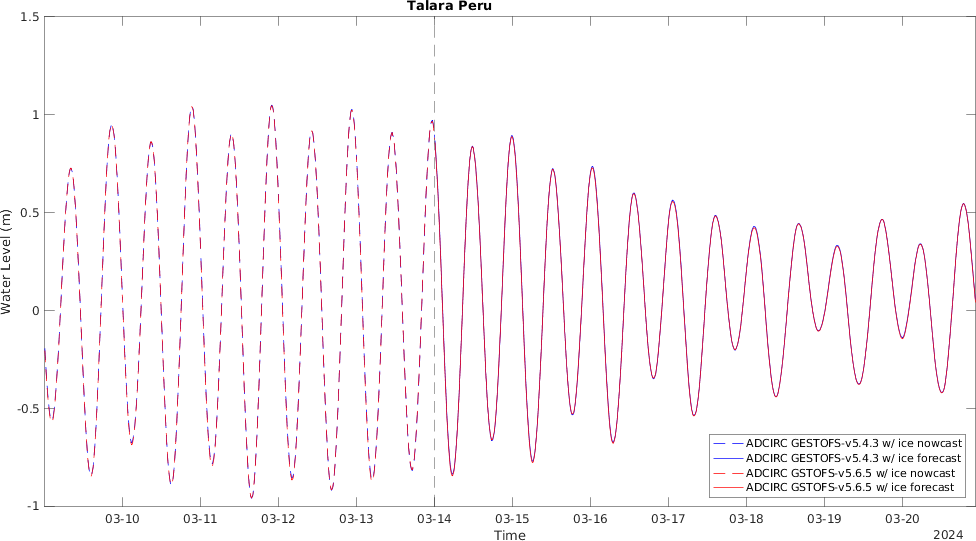 Talara Peru
1.5
1
0.5
0
-0.5
-1
Water Level (m)
03-10 03-11 03-12 03-13 03-14 03-15 03-16 03-17 03-18 03-19 03-20
Time
2024
ADCIRC GESTOFS-v5.4.3 w/ ice nowcast
ADCIRC GESTOFS-v5.4.3 w/ ice forecast
ADCIRC GSTOFS-v5.6.5 w/ ice nowcast
ADCIRC GSTOFS-v5.6.5 w/ ice forecast